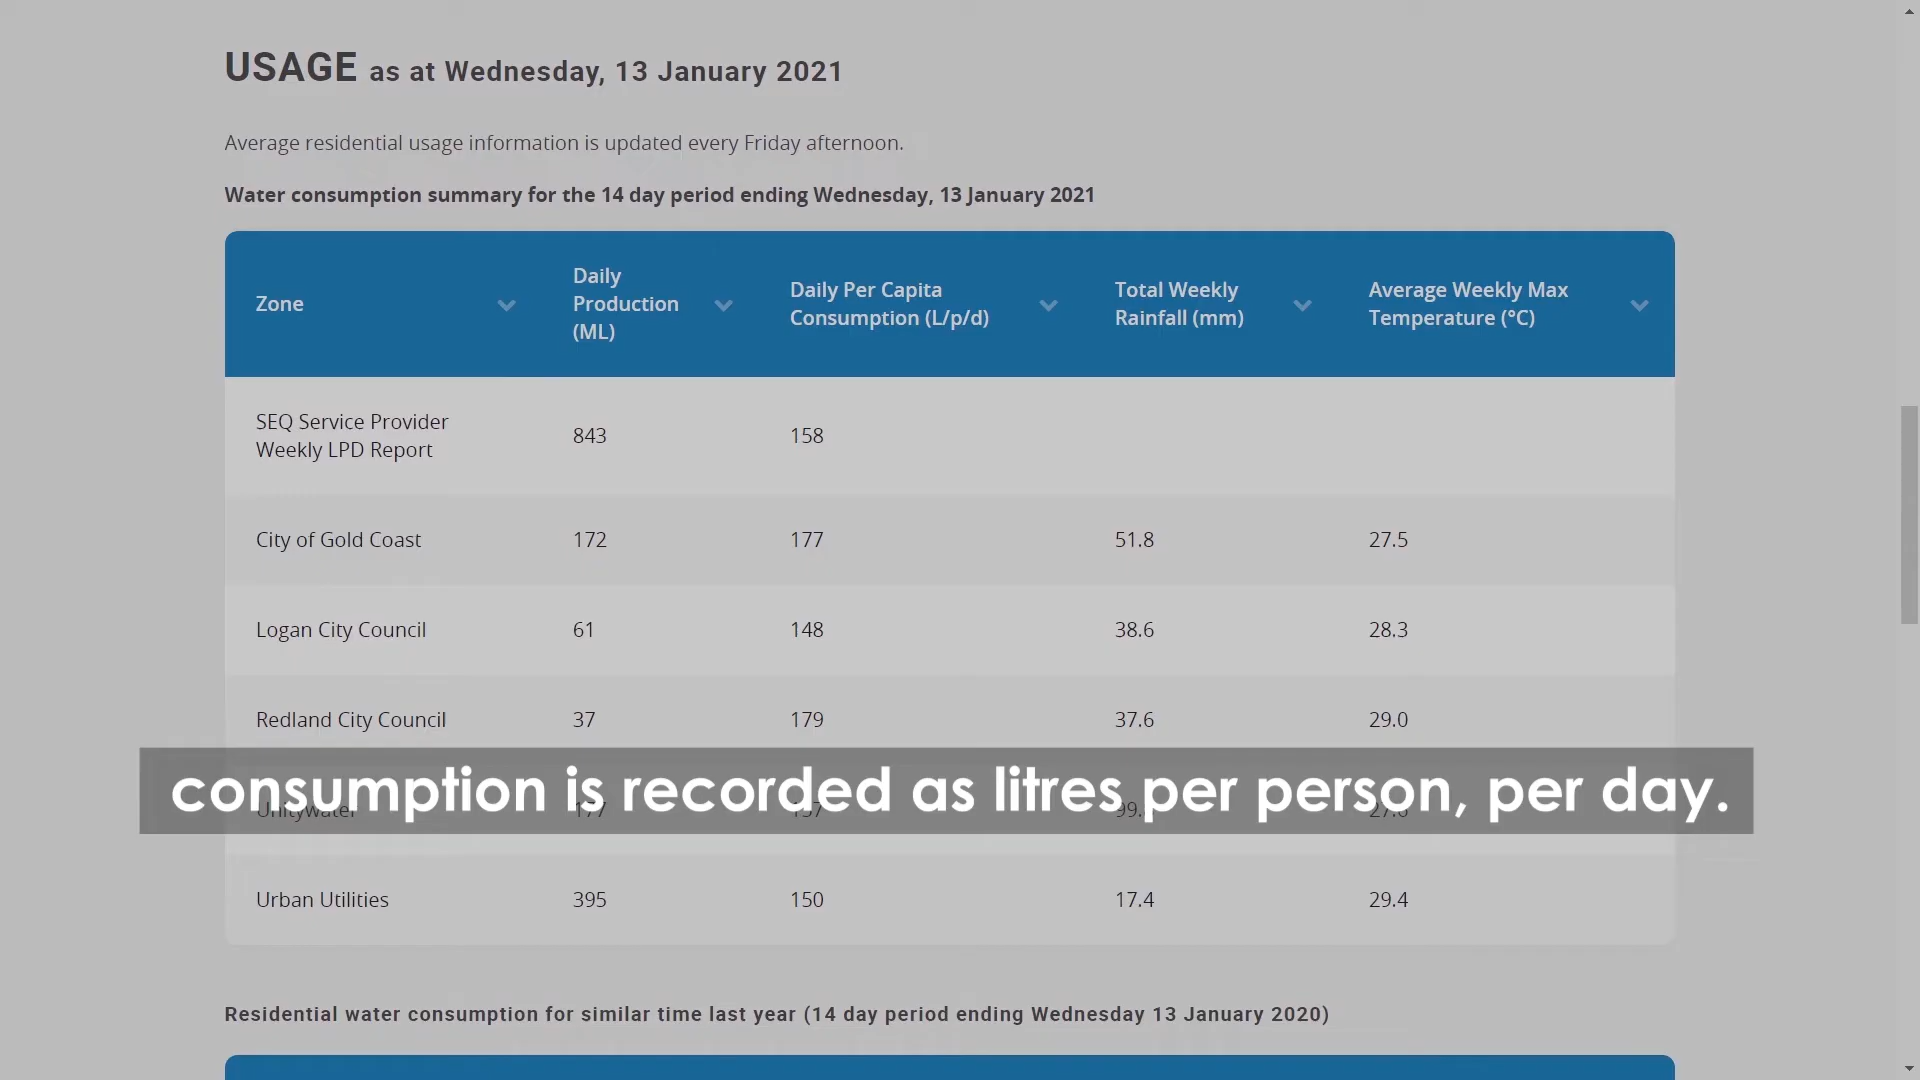 USAGE as at Wednesday, 13 January 2021
Average residential usage information is updated every Friday afternoon.
Water consumption summary for the 14 day period ending Wednesday, 13 January 2021
Zone
Daily
Production
(ML)
Daily Per Capita
Consumption (L/p/d)
Total Weekly
Rainfall (mm)
Average Weekly Max
Temperature (°C)
SEQ Service Provider
Weekly LPD Report
843
158
City of Gold Coast 172 177 51.8 27.5
Logan City Council 61 148 38.6 28.3
Redland City Council 37 179 37.6 29.0
consumption is recorded as litres per person, per day.
Unitywater 177 157
Urban Utilities 395 150 17.4 29.4
Residential water consumption for similar time last year (14 day period ending Wednesday 13 January 2020)